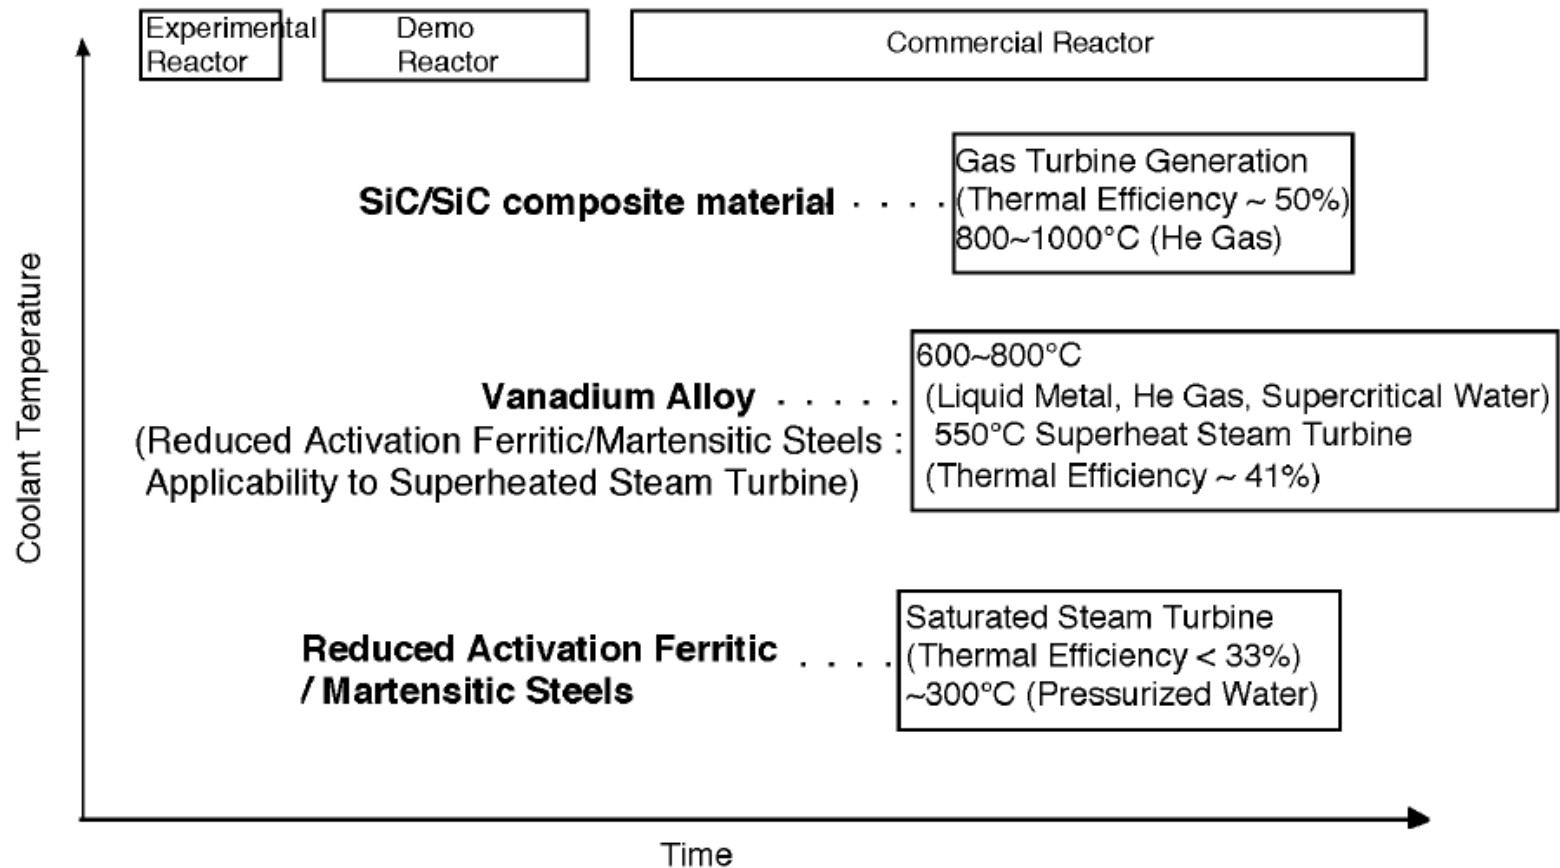 Experimental
Reactor
Demo
Reactor
Commercial Reactor
Gas Turbine Generation
(Thermal Efficiency ~ 50%)
800~1000°C (He Gas)
SiC/SiC composite material . . . .
600~800°C
(Liquid Metal, He Gas, Supercritical Water)
550°C Superheat Steam Turbine
(Thermal Efficiency ~ 41%)
Vanadium Alloy . . . . .
(Reduced Activation Ferritic/Martensitic Steels :
Applicability to Superheated Steam Turbine)
Saturated Steam Turbine
(Thermal Efficiency < 33%)
~300°C (Pressurized Water)
Reduced Activation Ferritic . . . .
/ Martensitic Steels
Coolant Temperature
Time